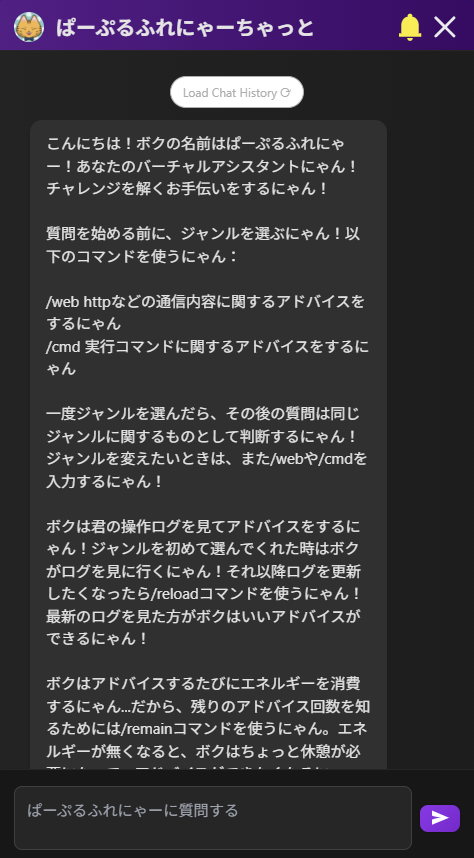 ぱーぷるふれにゃーちゃっと
Load Chat History
こんにちは！ボクの名前はぱーぷるふれにゃ
ー！あなたのバーチャルアシスタントにゃん！
チャレンジを解くお手伝いをするにゃん！
質問を始める前に、ジャンルを選ぶにゃん！以
下のコマンドを使うにゃん：
/web httpなどの通信内容に関するアドバイスを
するにゃん
/cmd 実行コマンドに関するアドバイスをするに
ゃん
一度ジャンルを選んだら、その後の質問は同じ
ジャンルに関するものとして判断するにゃん！
ジャンルを変えたいときは、また/webや/cmdを
入力するにゃん！
ボクは君の操作ログを見てアドバイスをするに
ゃん！ジャンルを初めて選んでくれた時はボク
がログを見に行くにゃん！それ以降ログを更新
したくなったら/reloadコマンドを使うにゃん！
最新のログを見た方がボクはいいアドバイスが
できるにゃん！
ボクはアドバイスするたびにエネルギーを消費
するにゃん...だから、残りのアドバイス回数を知
るためには/remainコマンドを使うにゃん。エネ
ルギーが無くなると、ボクはちょっと休憩が必
ぱーぷるふれにゃーに質問する